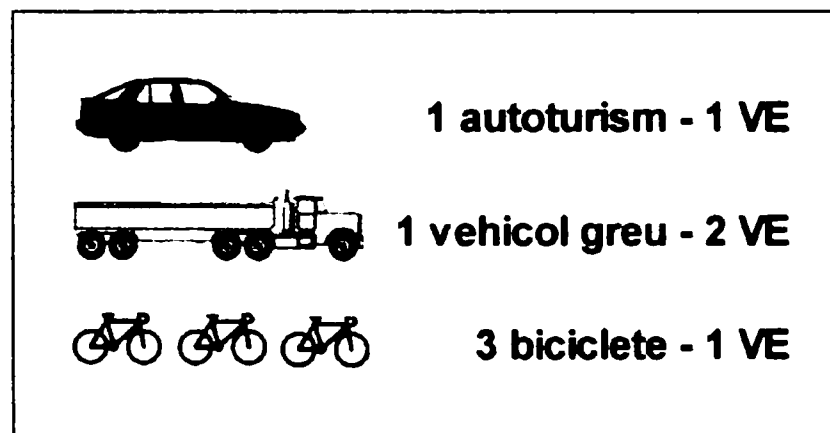 1 autoturism - 1 VE
1 vehicol greu - 2 VE
3 biciclete - 1 VE